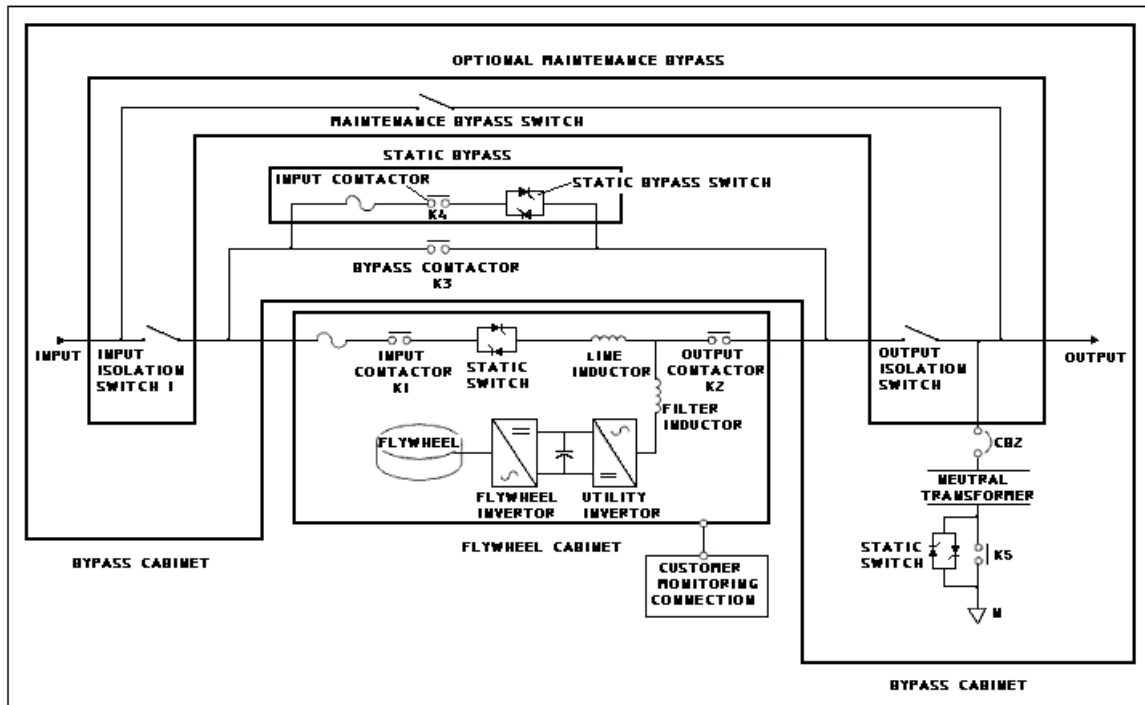 OPTIONAL MAINTENANCE BYPASS
MAINTENANCE BYPASS SWITCH
STATIC BYPASS
INPUT CONTACTOR
STATIC BYPASS SWITCH
K4
BYPASS CONTACTOR
K3
INPUT
INPUT
ISOLATION
SWITCH 1
INPUT
CONTACTOR
K1
STATIC
SWITCH
LINE
INDUCTOR
OUTPUT
CONTACTOR
K2
OUTPUT
ISOLATION
SWITCH
OUTPUT
FILTER
INDUCTOR
FLYWHEEL
FLYWHEEL
INVERTOR
UTILITY
INVERTOR
CB2
NEUTRAL
TRANSFORMER
STATIC
SWITCH
K5
N
BYPASS CABINET
FLYWHEEL CABINET
CUSTOMER
MONITORING
CONNECTION
BYPASS CABINET